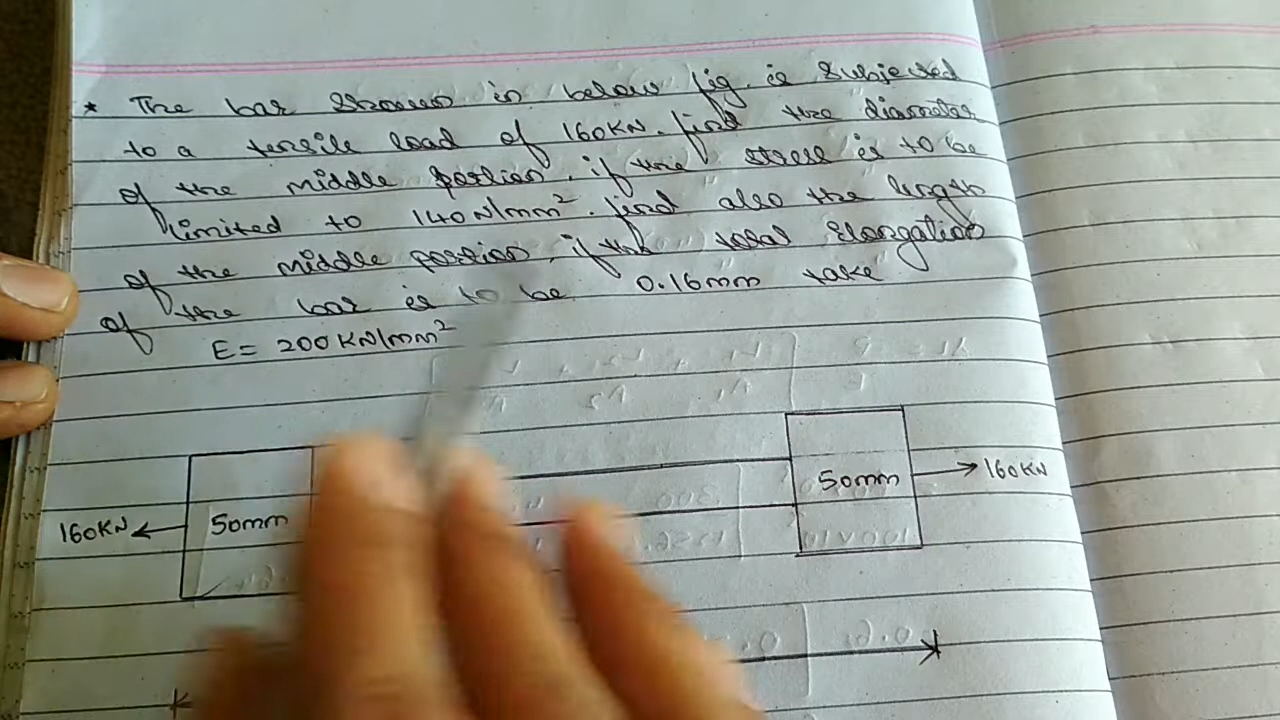 * The bar shown in below fig. is subjected
to a tensile load of 160KN. find the diameter
of the middle portion, if the stress is to be
limited to 140N/mm². find also the length
of the middle portion, if the total Elongation
of the bar is to be 0.16mm take
E = 200KN/mm²
50mm → 160KN
160KN ← 50mm